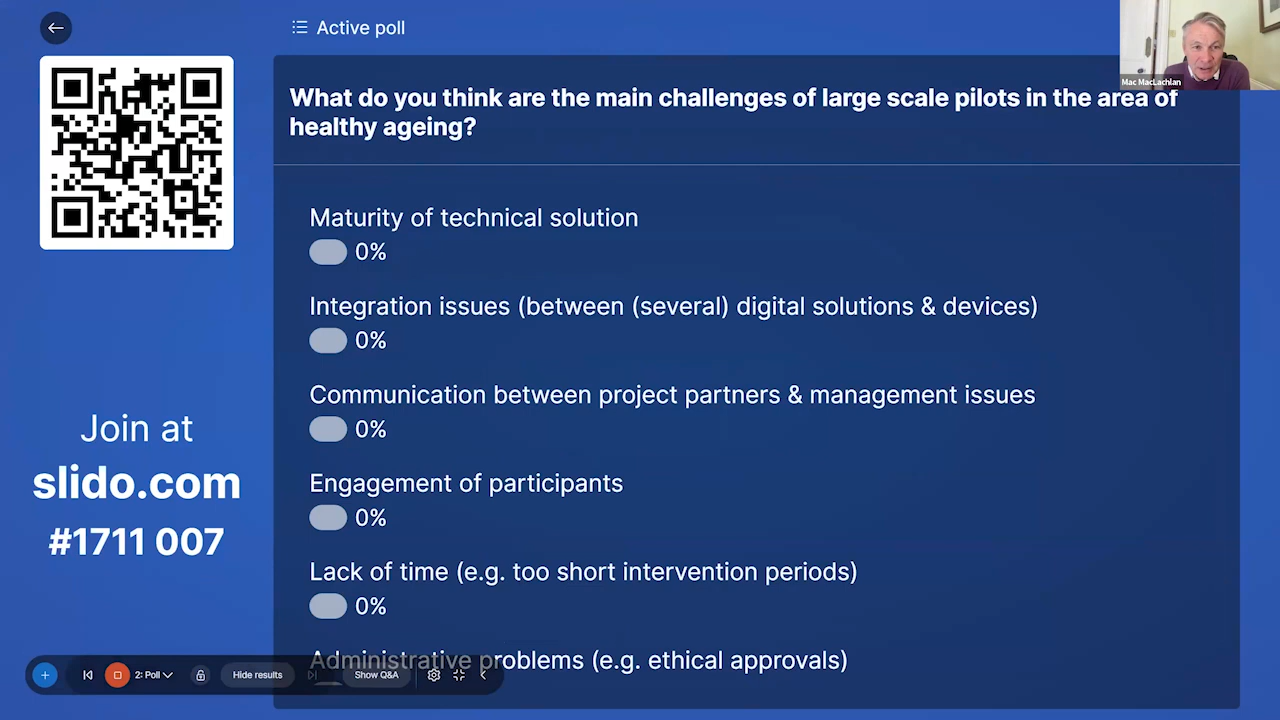 Active poll
Mac MacLachlan
What do you think are the main challenges of large scale pilots in the area of
healthy ageing?
Maturity of technical solution
0%
Integration issues (between (several) digital solutions & devices)
0%
Communication between project partners & management issues
0%
Engagement of participants
0%
Lack of time (e.g. too short intervention periods)
0%
Administrative problems (e.g. ethical approvals)
Join at
slido.com
#1711 007
2: Poll
Hide results
Show Q&A